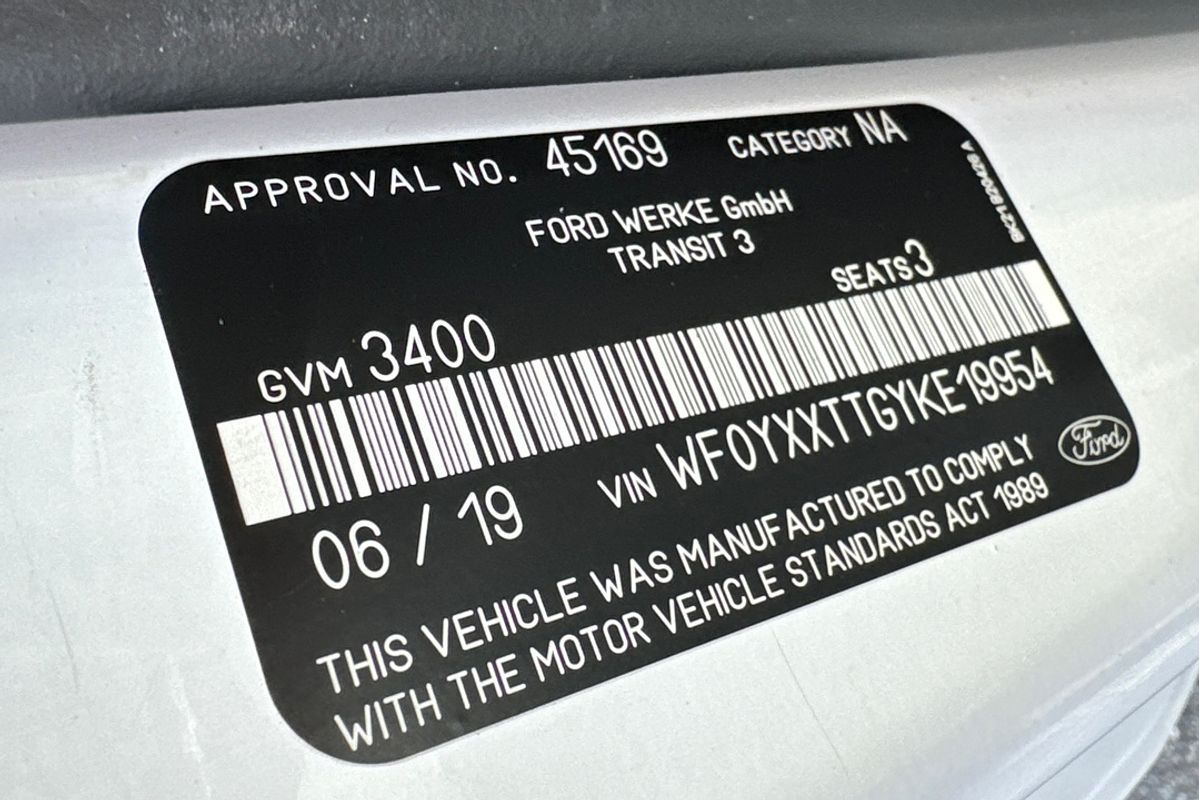 APPROVAL NO. 45169 CATEGORY NA
FORD WERKE GmbH
TRANSIT 3
GVM 3400 SEATS 3
06 / 19 VIN WF0YXXTTGYKE19954
THIS VEHICLE WAS MANUFACTURED TO COMPLY
WITH THE MOTOR VEHICLE STANDARDS ACT 1989
Ford